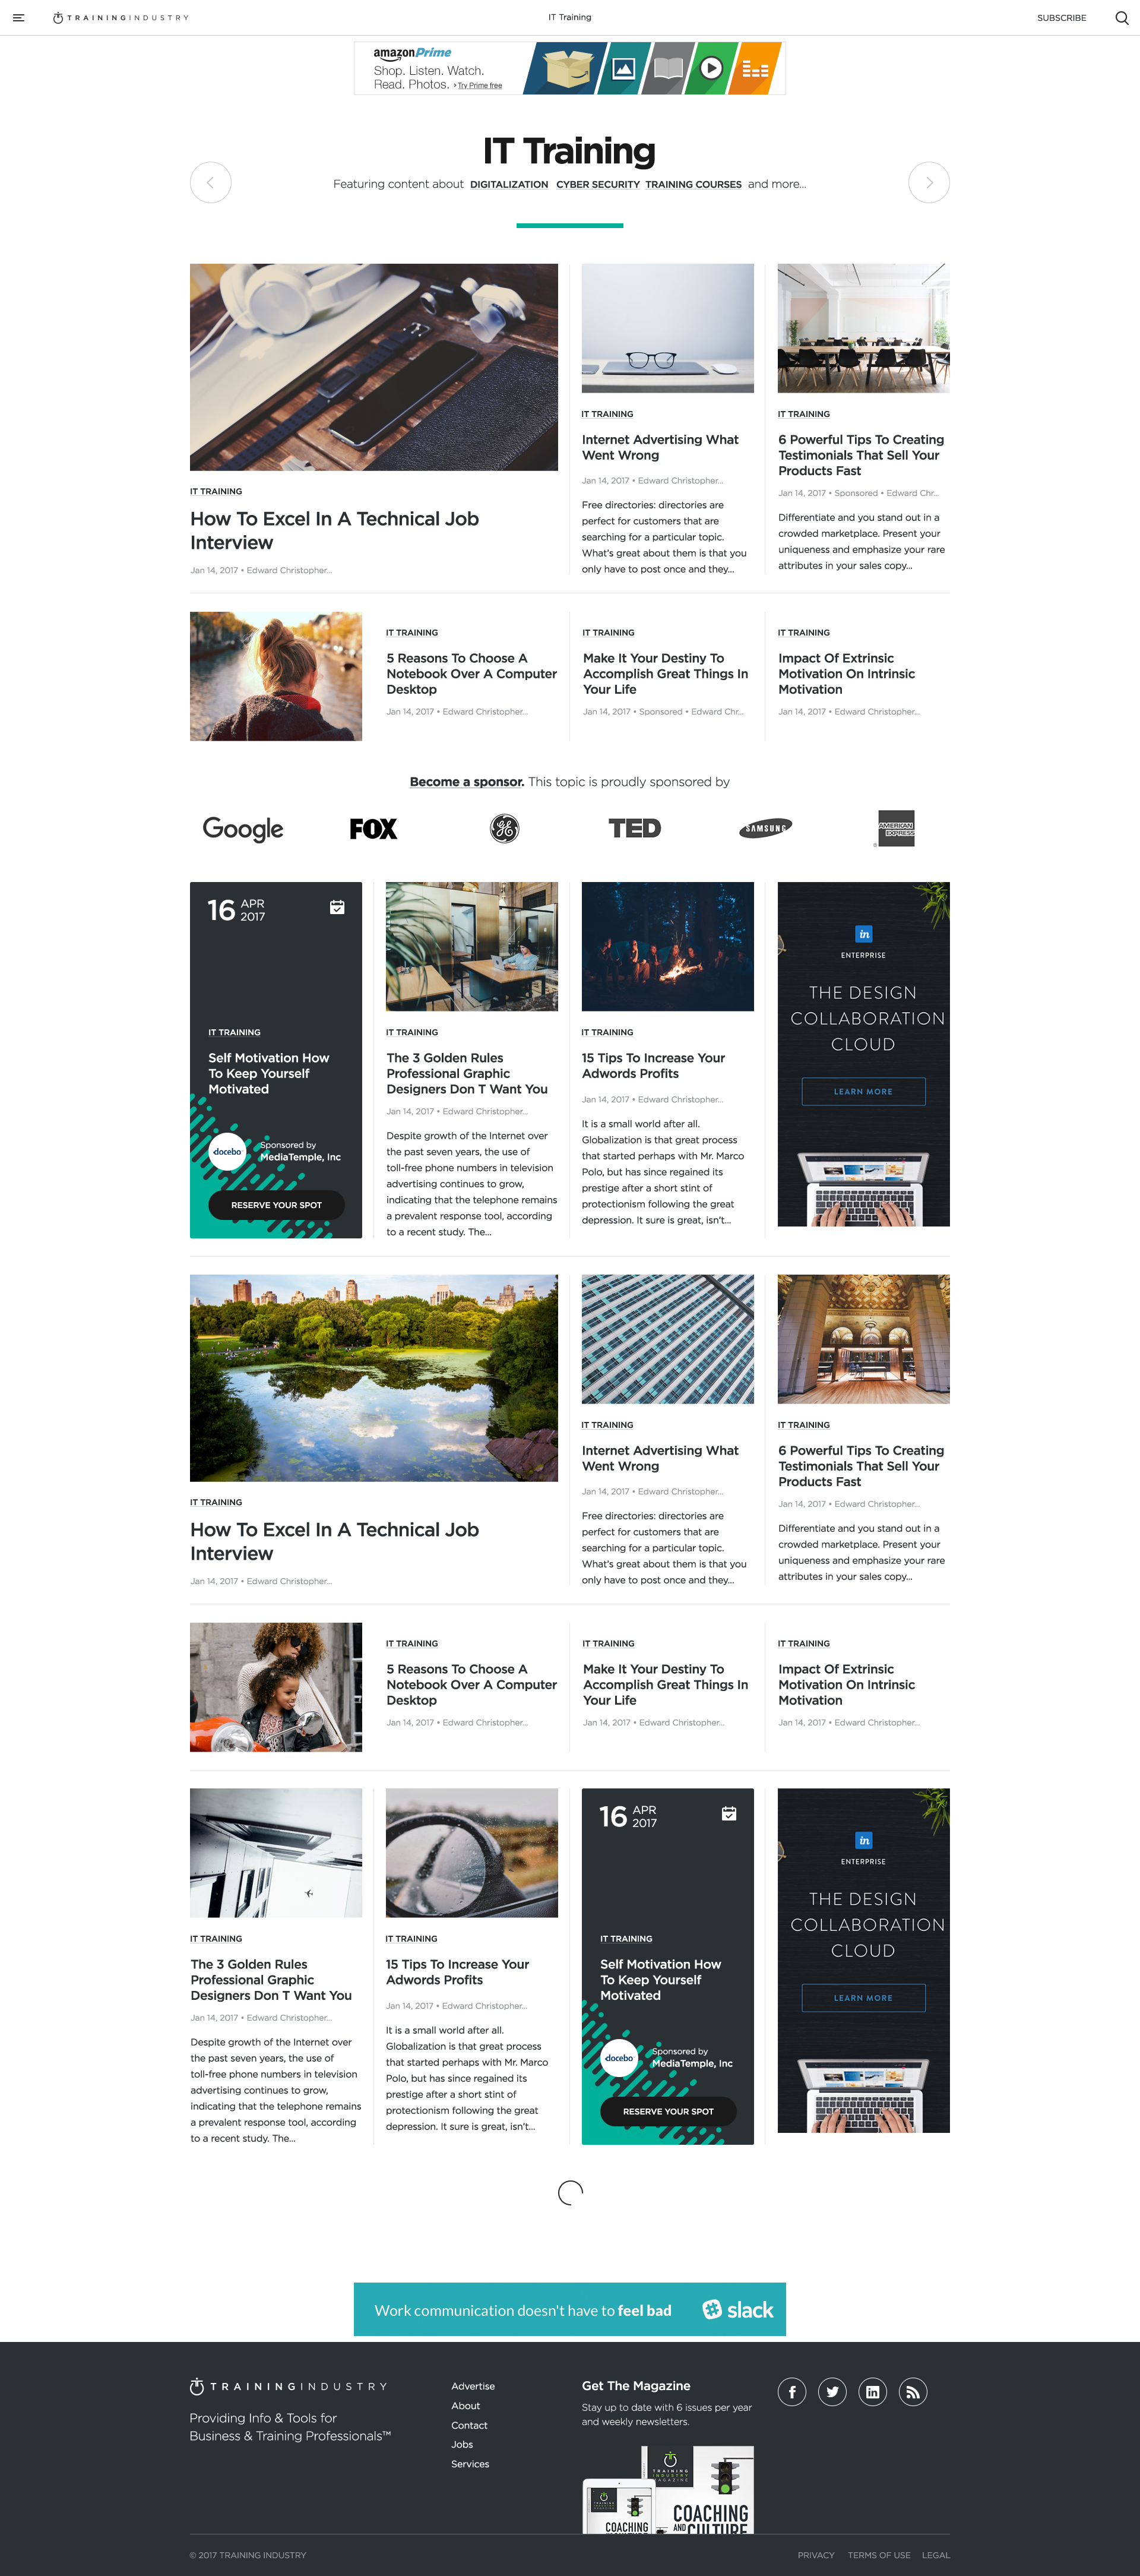 TRAININGINDUSTRY
IT Training
SUBSCRIBE
amazonPrime
Shop. Listen. Watch.
Read. Photos. › Try Prime free
IT Training
Featuring content about DIGITALIZATION CYBER SECURITY TRAINING COURSES and more...
IT TRAINING
How To Excel In A Technical Job
Interview
Jan 14, 2017 • Edward Christopher...
IT TRAINING
Internet Advertising What
Went Wrong
Jan 14, 2017 • Edward Christopher...
Free directories: directories are
perfect for customers that are
searching for a particular topic.
What's great about them is that you
only have to post once and they...
IT TRAINING
6 Powerful Tips To Creating
Testimonials That Sell Your
Products Fast
Jan 14, 2017 • Sponsored • Edward Chr...
Differentiate and you stand out in a
crowded marketplace. Present your
uniqueness and emphasize your rare
attributes in your sales copy...
IT TRAINING
5 Reasons To Choose A
Notebook Over A Computer
Desktop
Jan 14, 2017 • Edward Christopher...
IT TRAINING
Make It Your Destiny To
Accomplish Great Things In
Your Life
Jan 14, 2017 • Sponsored • Edward Chr...
IT TRAINING
Impact Of Extrinsic
Motivation On Intrinsic
Motivation
Jan 14, 2017 • Edward Christopher...
Become a sponsor. This topic is proudly sponsored by
Google
FOX
GE
TED
SAMSUNG
AMERICAN
EXPRESS
®
16 APR
2017
IT TRAINING
Self Motivation How
To Keep Yourself
Motivated
docebo
Sponsored by
MediaTemple, Inc
RESERVE YOUR SPOT
IT TRAINING
The 3 Golden Rules
Professional Graphic
Designers Don T Want You
Jan 14, 2017 • Edward Christopher...
Despite growth of the Internet over
the past seven years, the use of
toll-free phone numbers in television
advertising continues to grow,
indicating that the telephone remains
a prevalent response tool, according
to a recent study. The...
IT TRAINING
15 Tips To Increase Your
Adwords Profits
Jan 14, 2017 • Edward Christopher...
It is a small world after all.
Globalization is that great process
that started perhaps with Mr. Marco
Polo, but has since regained its
prestige after a short stint of
protectionism following the great
depression. It sure is great, isn't...
in
ENTERPRISE
THE DESIGN
COLLABORATION
CLOUD
LEARN MORE
IT TRAINING
How To Excel In A Technical Job
Interview
Jan 14, 2017 • Edward Christopher...
IT TRAINING
Internet Advertising What
Went Wrong
Jan 14, 2017 • Edward Christopher...
Free directories: directories are
perfect for customers that are
searching for a particular topic.
What's great about them is that you
only have to post once and they...
IT TRAINING
6 Powerful Tips To Creating
Testimonials That Sell Your
Products Fast
Jan 14, 2017 • Edward Christopher...
Differentiate and you stand out in a
crowded marketplace. Present your
uniqueness and emphasize your rare
attributes in your sales copy...
IT TRAINING
5 Reasons To Choose A
Notebook Over A Computer
Desktop
Jan 14, 2017 • Edward Christopher...
IT TRAINING
Make It Your Destiny To
Accomplish Great Things In
Your Life
Jan 14, 2017 • Edward Christopher...
IT TRAINING
Impact Of Extrinsic
Motivation On Intrinsic
Motivation
Jan 14, 2017 • Edward Christopher...
IT TRAINING
The 3 Golden Rules
Professional Graphic
Designers Don T Want You
Jan 14, 2017 • Edward Christopher...
Despite growth of the Internet over
the past seven years, the use of
toll-free phone numbers in television
advertising continues to grow,
indicating that the telephone remains
a prevalent response tool, according
to a recent study. The...
IT TRAINING
15 Tips To Increase Your
Adwords Profits
Jan 14, 2017 • Edward Christopher...
It is a small world after all.
Globalization is that great process
that started perhaps with Mr. Marco
Polo, but has since regained its
prestige after a short stint of
protectionism following the great
depression. It sure is great, isn't...
16 APR
2017
IT TRAINING
Self Motivation How
To Keep Yourself
Motivated
docebo
Sponsored by
MediaTemple, Inc
RESERVE YOUR SPOT
in
ENTERPRISE
THE DESIGN
COLLABORATION
CLOUD
LEARN MORE
Work communication doesn't have to feel bad
slack
TRAININGINDUSTRY
Providing Info & Tools for
Business & Training Professionals™
Advertise
About
Contact
Jobs
Services
Get The Magazine
Stay up to date with 6 issues per year
and weekly newsletters.
TRAINING
INDUSTRY
MAGAZINE
COACHING
AND CULTURE
COACHING
© 2017 TRAINING INDUSTRY
PRIVACY
TERMS OF USE
LEGAL